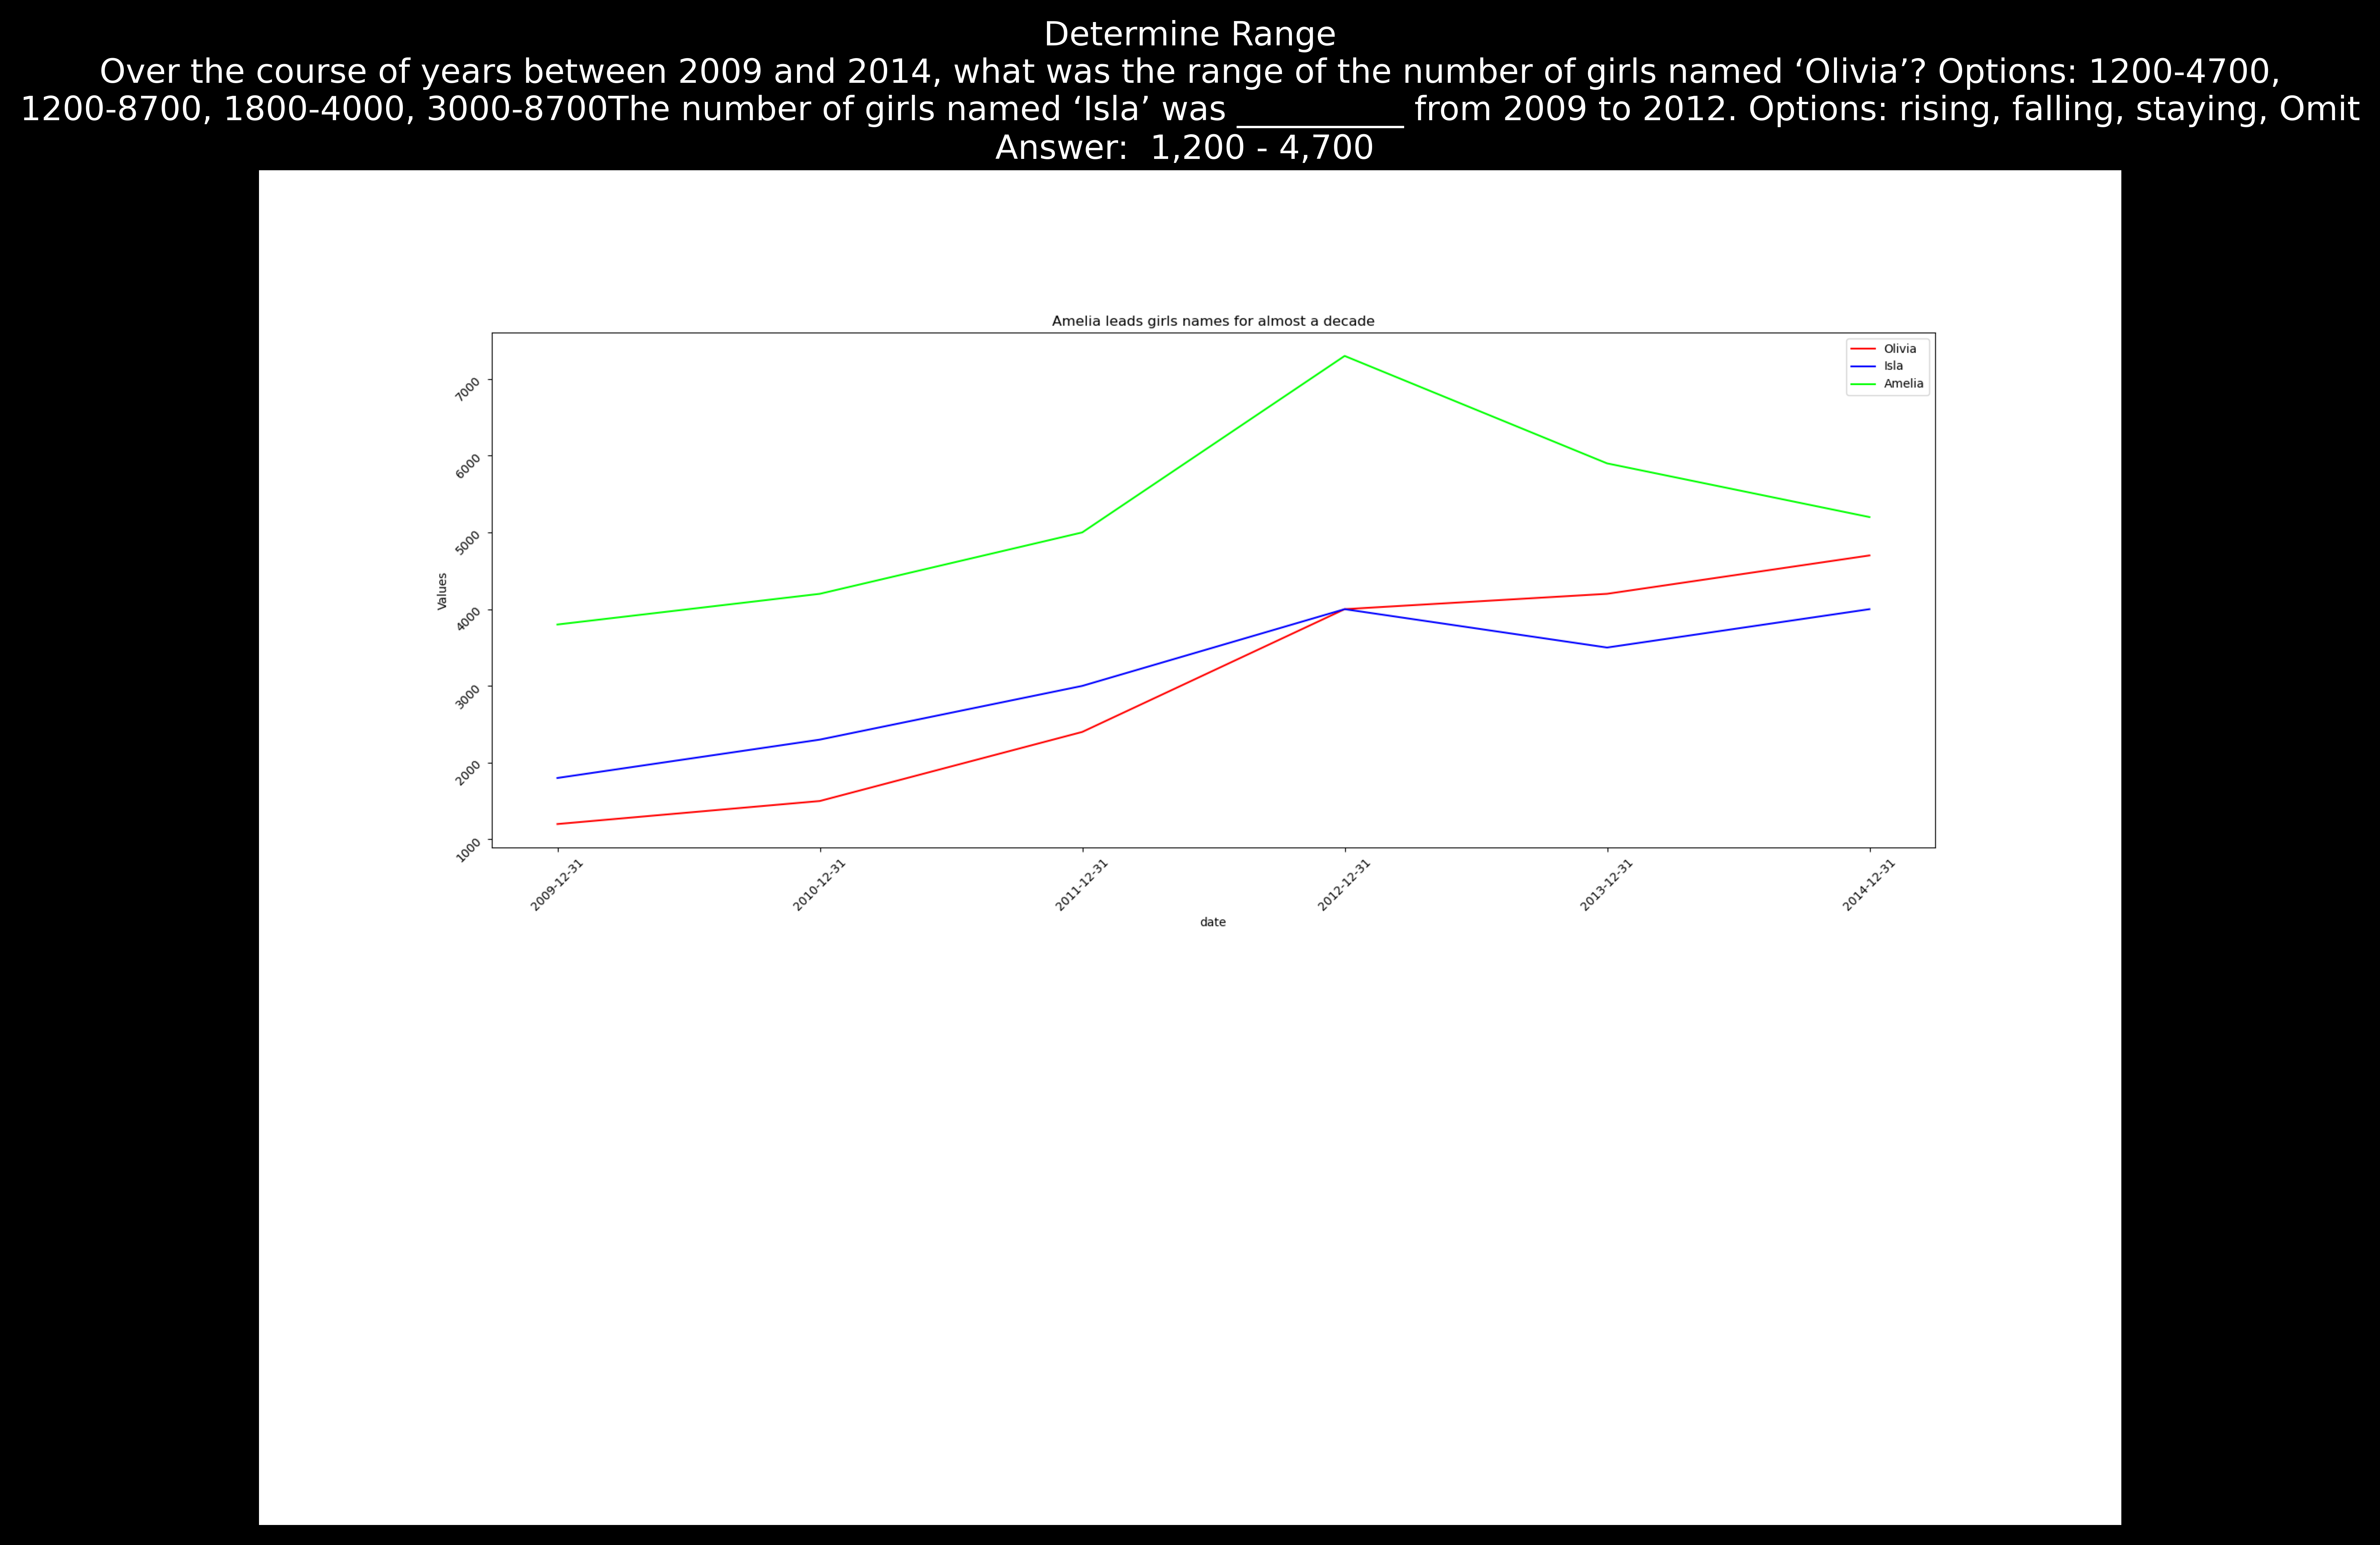 Determine Range
Over the course of years between 2009 and 2014, what was the range of the number of girls named ‘Olivia’? Options: 1200-4700,
1200-8700, 1800-4000, 3000-8700The number of girls named ‘Isla’ was __________ from 2009 to 2012. Options: rising, falling, staying, Omit
Answer:  1,200 - 4,700
Amelia leads girls names for almost a decade
Olivia
Isla
Amelia
7000
6000
5000
4000
3000
2000
1000
Values
2009-12-31
2010-12-31
2011-12-31
2012-12-31
2013-12-31
2014-12-31
date